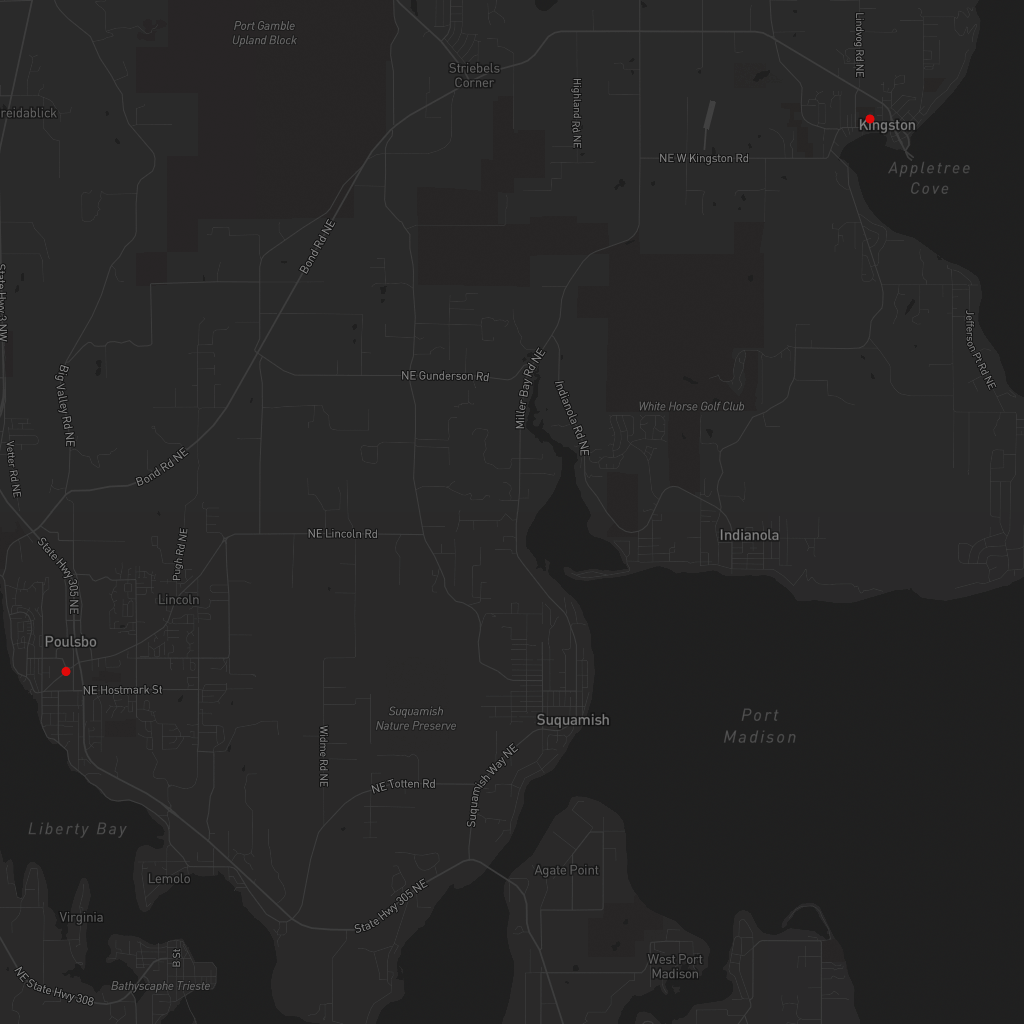 Port Gamble
Upland Block
Striebels
Corner
Lindvog Rd NE
Highland Rd NE
reidablick
Kingston
NE W Kingston Rd
Appletree
Cove
Bond Rd NE
State Hwy 3 NW
Jefferson Pt Rd NE
Big Valley Rd NE
NE Gunderson Rd
Miller Bay Rd NE
Indianola Rd NE
White Horse Golf Club
Vetter Rd NE
Bond Rd NE
NE Lincoln Rd
Indianola
State Hwy 305 NE
Pugh Rd NE
Lincoln
Poulsbo
NE Hostmark St
Suquamish
Nature Preserve
Suquamish
Port
Madison
Widme Rd NE
NE Totten Rd
Suquamish Way NE
Liberty Bay
Lemolo
Agate Point
State Hwy 305 NE
Virginia
B St
West Port
Madison
NE State Hwy 308
Bathyscaphe Trieste